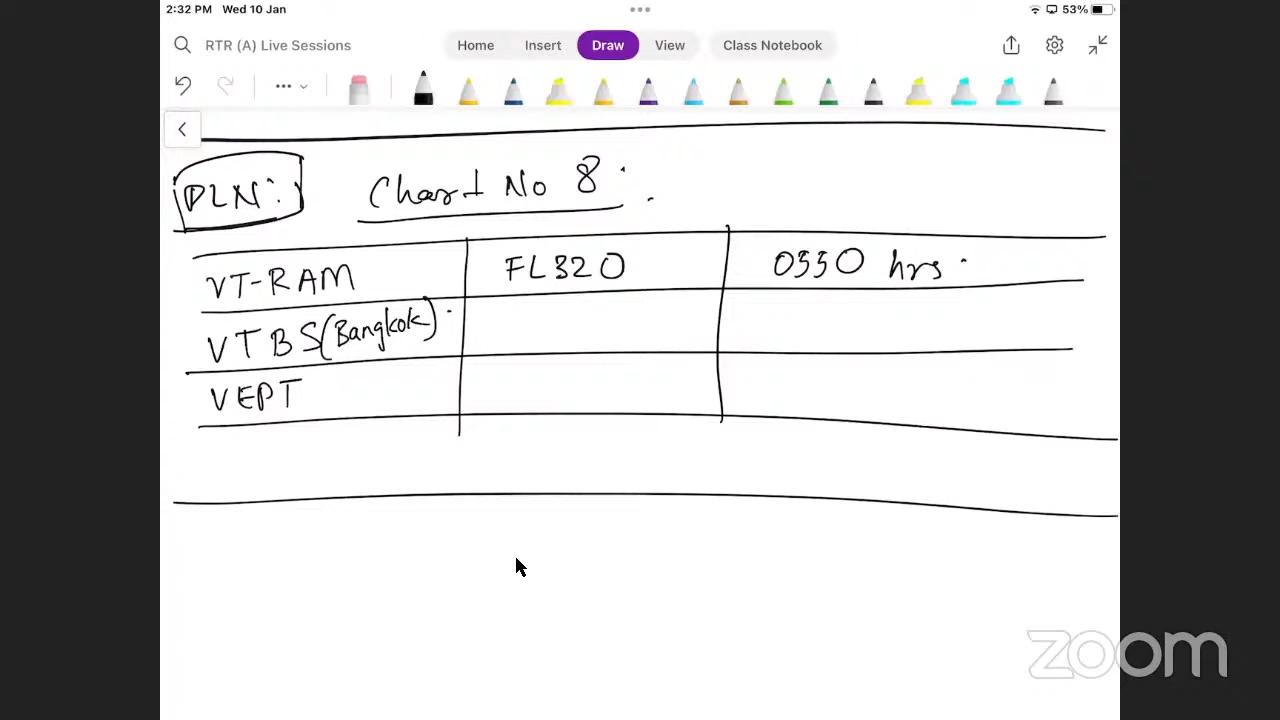 2:32 PM Wed 10 Jan 53%
RTR (A) Live Sessions Home Insert Draw View Class Notebook
PLN: Chart No 8.
VT-RAM FL320 0330 hrs.
VTBS(Bangkok).
VEPT
zoom